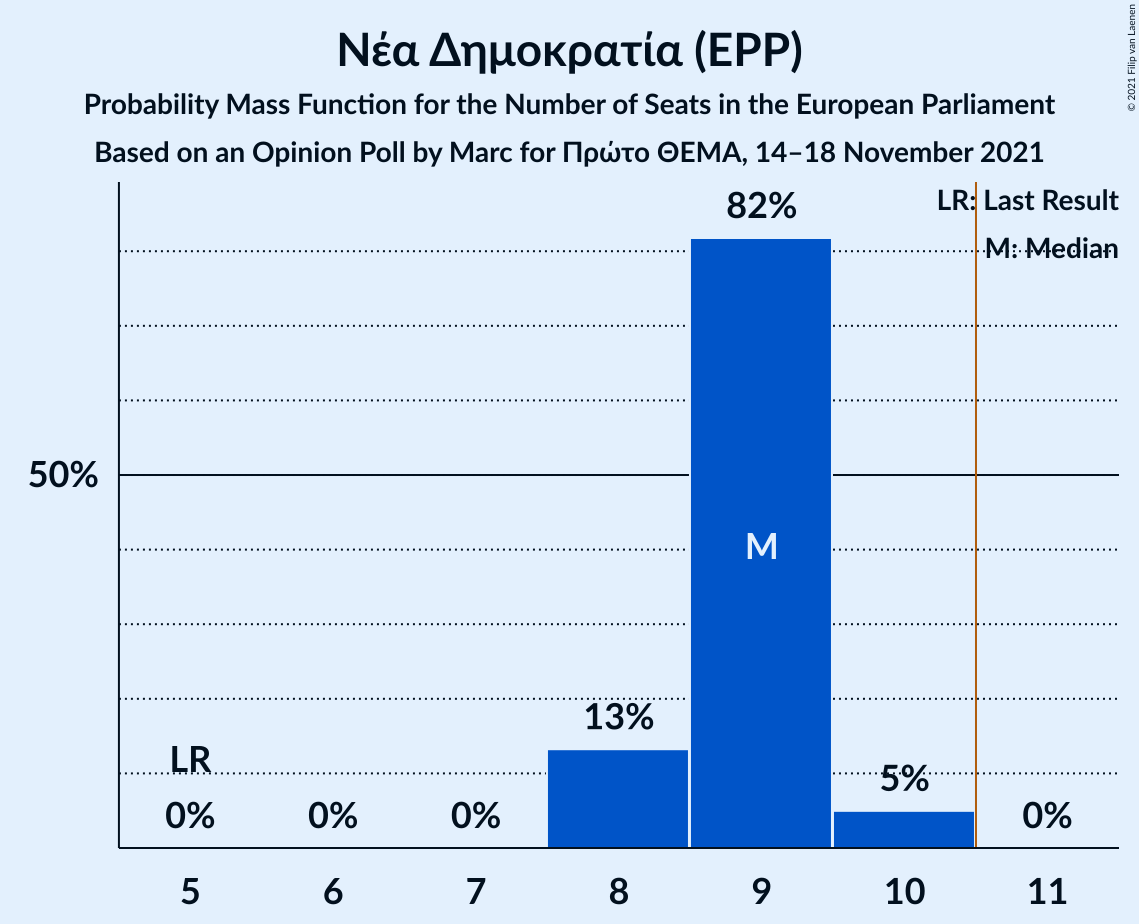 Νέα Δημοκρατία (EPP)
Probability Mass Function for the Number of Seats in the European Parliament
Based on an Opinion Poll by Marc for Πρώτο ΘΕΜΑ, 14–18 November 2021
© 2021 Filip van Laenen
LR: Last Result
M: Median
82%
50%
M
13%
LR
5%
0% 0% 0% 0%
5 6 7 8 9 10 11